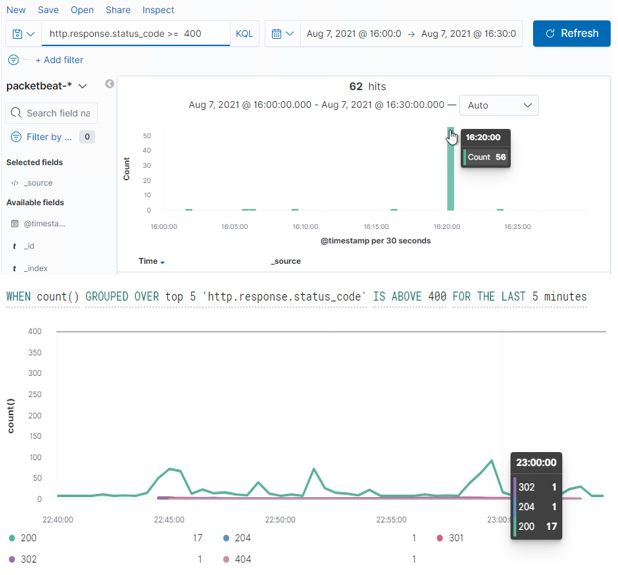 New Save Open Share Inspect
http.response.status_code >= 400 KQL Aug 7, 2021 @ 16:00:0 → Aug 7, 2021 @ 16:30:0 Refresh
+ Add filter
packetbeat-*
62 hits
Search field na
Aug 7, 2021 @ 16:00:00.000 - Aug 7, 2021 @ 16:30:00.000 — Auto
Filter by ... 0
Selected fields
</> _source
Available fields
@timesta...
t _id
t _index
Count
50
40
30
20
10
0
16:20:00
Count 56
16:00:00 16:05:00 16:10:00 16:15:00 16:20:00 16:25:00
@timestamp per 30 seconds
Time _source
WHEN count() GROUPED OVER top 5 'http.response.status_code' IS ABOVE 400 FOR THE LAST 5 minutes
count()
400
350
300
250
200
150
100
50
0
23:00:00
302 1
204 1
200 17
22:40:00 22:45:00 22:50:00 22:55:00 23:00:
200 17 204 1 301
302 1 404 1